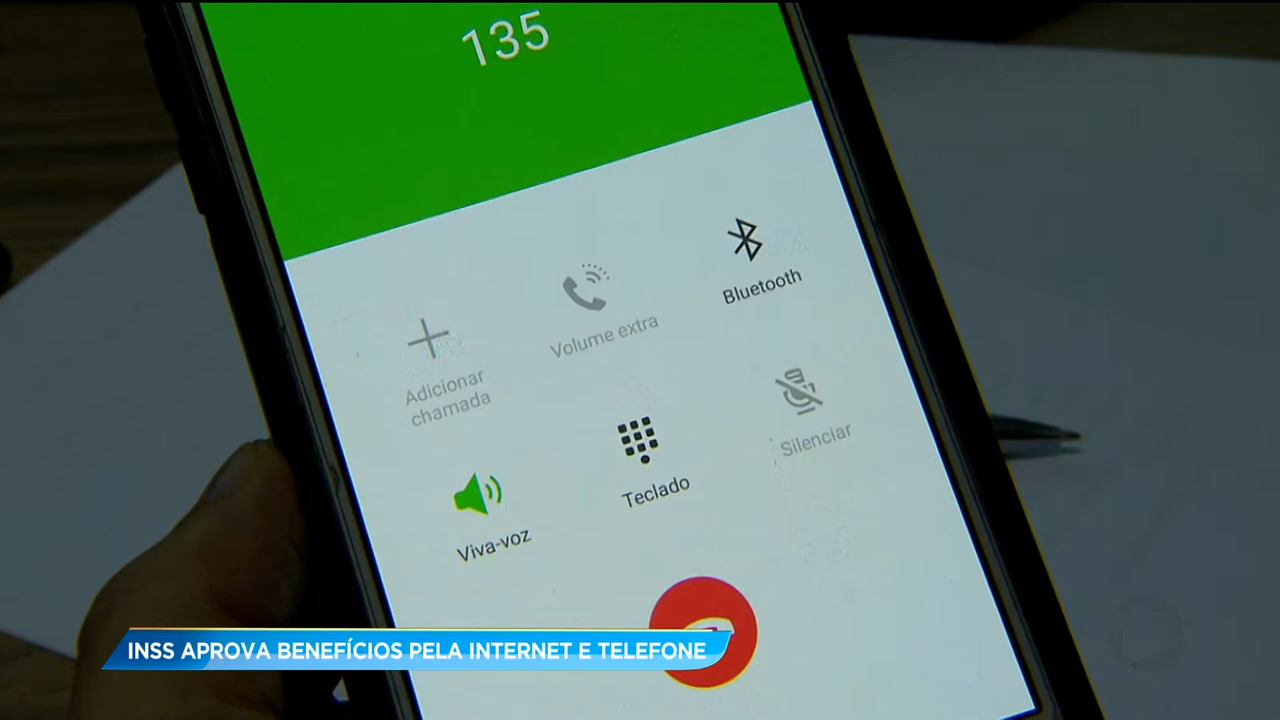 135
Adicionar
chamada
Volume extra
Bluetooth
Viva-voz
Teclado
Silenciar
INSS APROVA BENEFÍCIOS PELA INTERNET E TELEFONE